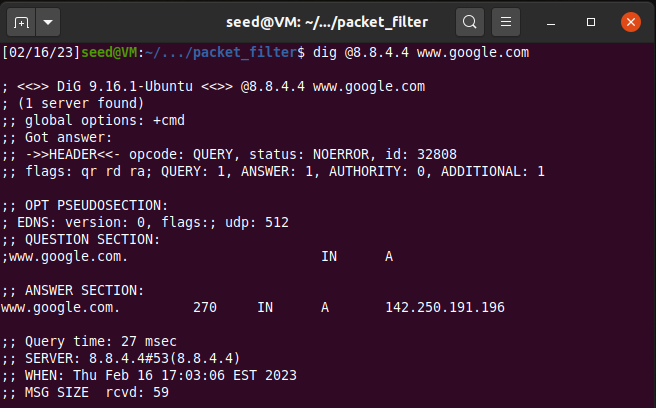 seed@VM: ~/.../packet_filter
[02/16/23]seed@VM:~/.../packet_filter$ dig @8.8.4.4 www.google.com

; <<>> DiG 9.16.1-Ubuntu <<>> @8.8.4.4 www.google.com
; (1 server found)
;; global options: +cmd
;; Got answer:
;; ->>HEADER<<- opcode: QUERY, status: NOERROR, id: 32808
;; flags: qr rd ra; QUERY: 1, ANSWER: 1, AUTHORITY: 0, ADDITIONAL: 1

;; OPT PSEUDOSECTION:
; EDNS: version: 0, flags:; udp: 512
;; QUESTION SECTION:
;www.google.com.			IN	A

;; ANSWER SECTION:
www.google.com.		270	IN	A	142.250.191.196

;; Query time: 27 msec
;; SERVER: 8.8.4.4#53(8.8.4.4)
;; WHEN: Thu Feb 16 17:03:06 EST 2023
;; MSG SIZE  rcvd: 59